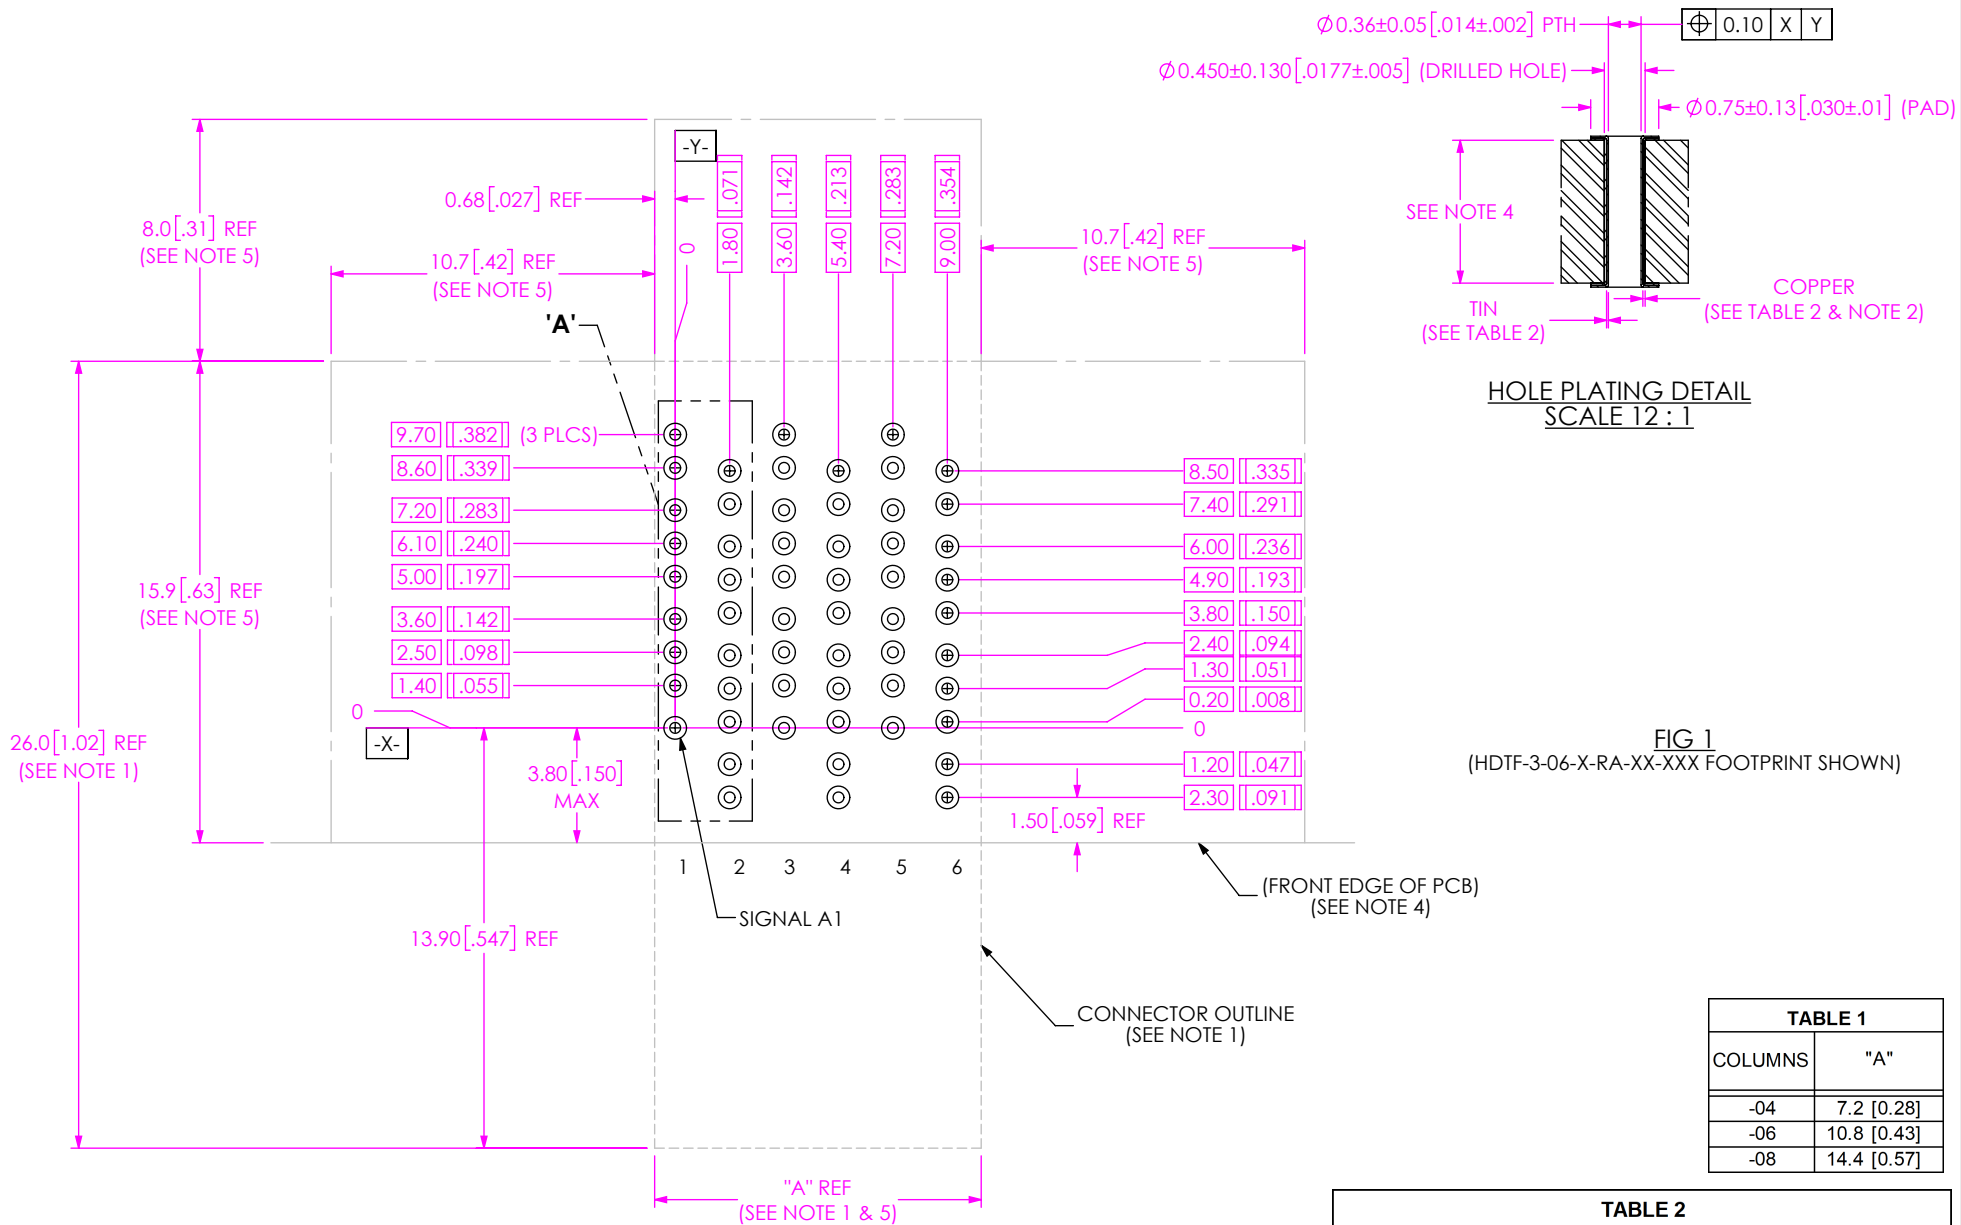 Ø0.36±0.05[.014±.002] PTH
⌖ 0.10 X Y
Ø0.450±0.130[.0177±.005] (DRILLED HOLE)
Ø0.75±0.13[.030±.01] (PAD)
SEE NOTE 4
TIN
(SEE TABLE 2)
COPPER
(SEE TABLE 2 & NOTE 2)
HOLE PLATING DETAIL
SCALE 12 : 1
-Y-
0.68[.027] REF
0
1.80 [.071]
3.60 [.142]
5.40 [.213]
7.20 [.283]
9.00 [.354]
8.0[.31] REF
(SEE NOTE 5)
10.7[.42] REF
(SEE NOTE 5)
10.7[.42] REF
(SEE NOTE 5)
'A'
9.70 [.382] (3 PLCS)
8.60 [.339]
7.20 [.283]
6.10 [.240]
5.00 [.197]
3.60 [.142]
2.50 [.098]
1.40 [.055]
0
-X-
8.50 [.335]
7.40 [.291]
6.00 [.236]
4.90 [.193]
3.80 [.150]
2.40 [.094]
1.30 [.051]
0.20 [.008]
0
1.20 [.047]
2.30 [.091]
15.9[.63] REF
(SEE NOTE 5)
26.0[1.02] REF
(SEE NOTE 1)
3.80[.150]
MAX
1.50[.059] REF
1 2 3 4 5 6
SIGNAL A1
(FRONT EDGE OF PCB)
(SEE NOTE 4)
13.90[.547] REF
CONNECTOR OUTLINE
(SEE NOTE 1)
"A" REF
(SEE NOTE 1 & 5)
FIG 1
(HDTF-3-06-X-RA-XX-XXX FOOTPRINT SHOWN)
TABLE 1
COLUMNS "A"
-04 7.2 [0.28]
-06 10.8 [0.43]
-08 14.4 [0.57]
TABLE 2